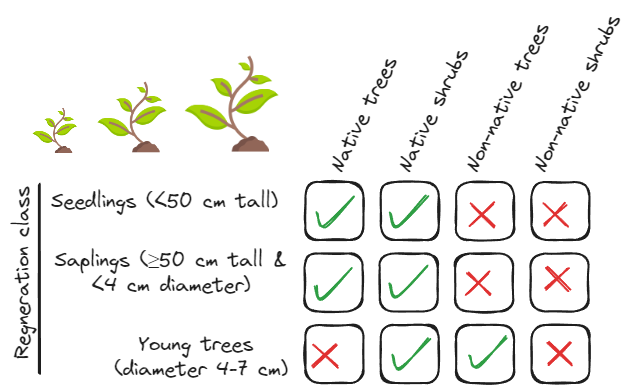 Native trees
Native shrubs
Non-native trees
Non-native shrubs
Regneration class
Seedlings (<50 cm tall)
Saplings (≥50 cm tall &
<4 cm diameter)
Young trees
(diameter 4-7 cm)